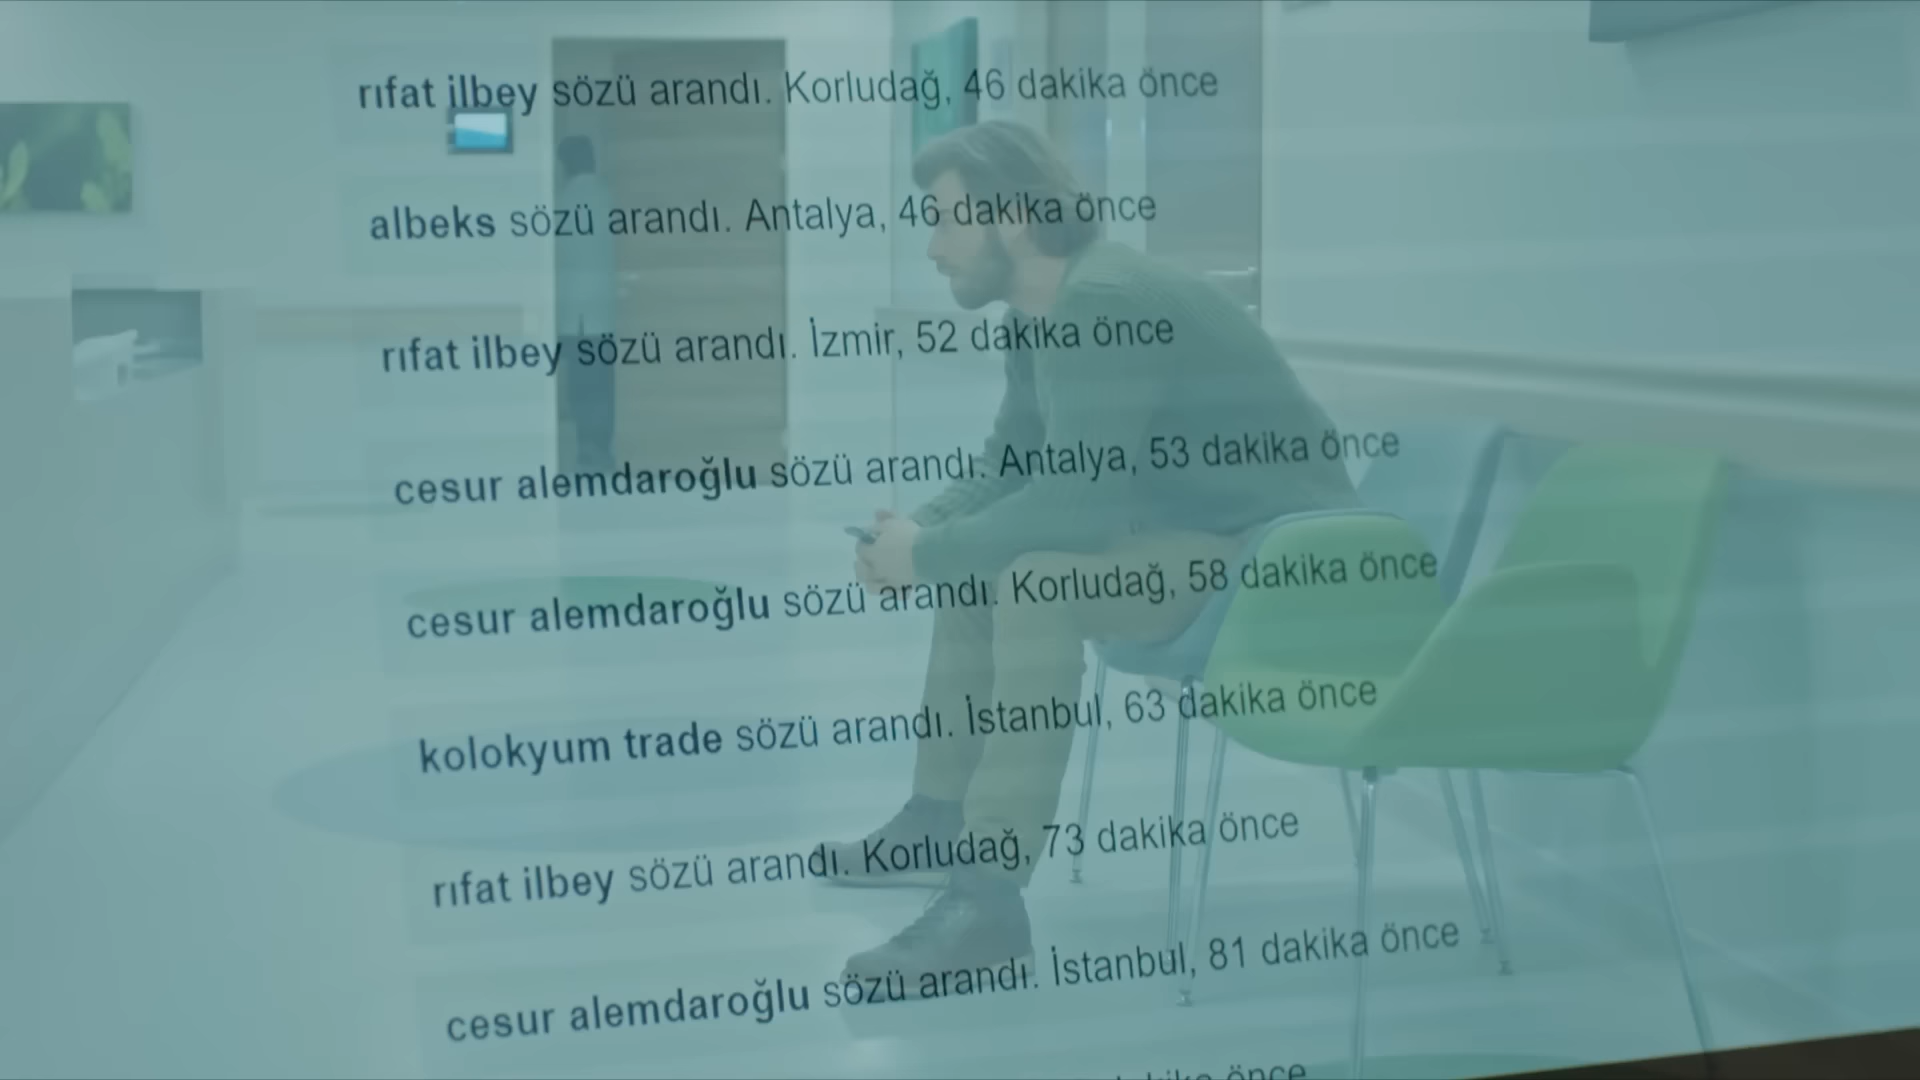 rıfat ilbey sözü arandı. Korludağ, 46 dakika önce
albeks sözü arandı. Antalya, 46 dakika önce
rıfat ilbey sözü arandı. İzmir, 52 dakika önce
cesur alemdaroğlu sözü arandı. Antalya, 53 dakika önce
cesur alemdaroğlu sözü arandı. Korludağ, 58 dakika önce
kolokyum trade sözü arandı. İstanbul, 63 dakika önce
rıfat ilbey sözü arandı. Korludağ, 73 dakika önce
cesur alemdaroğlu sözü arandı. İstanbul, 81 dakika önce
önce